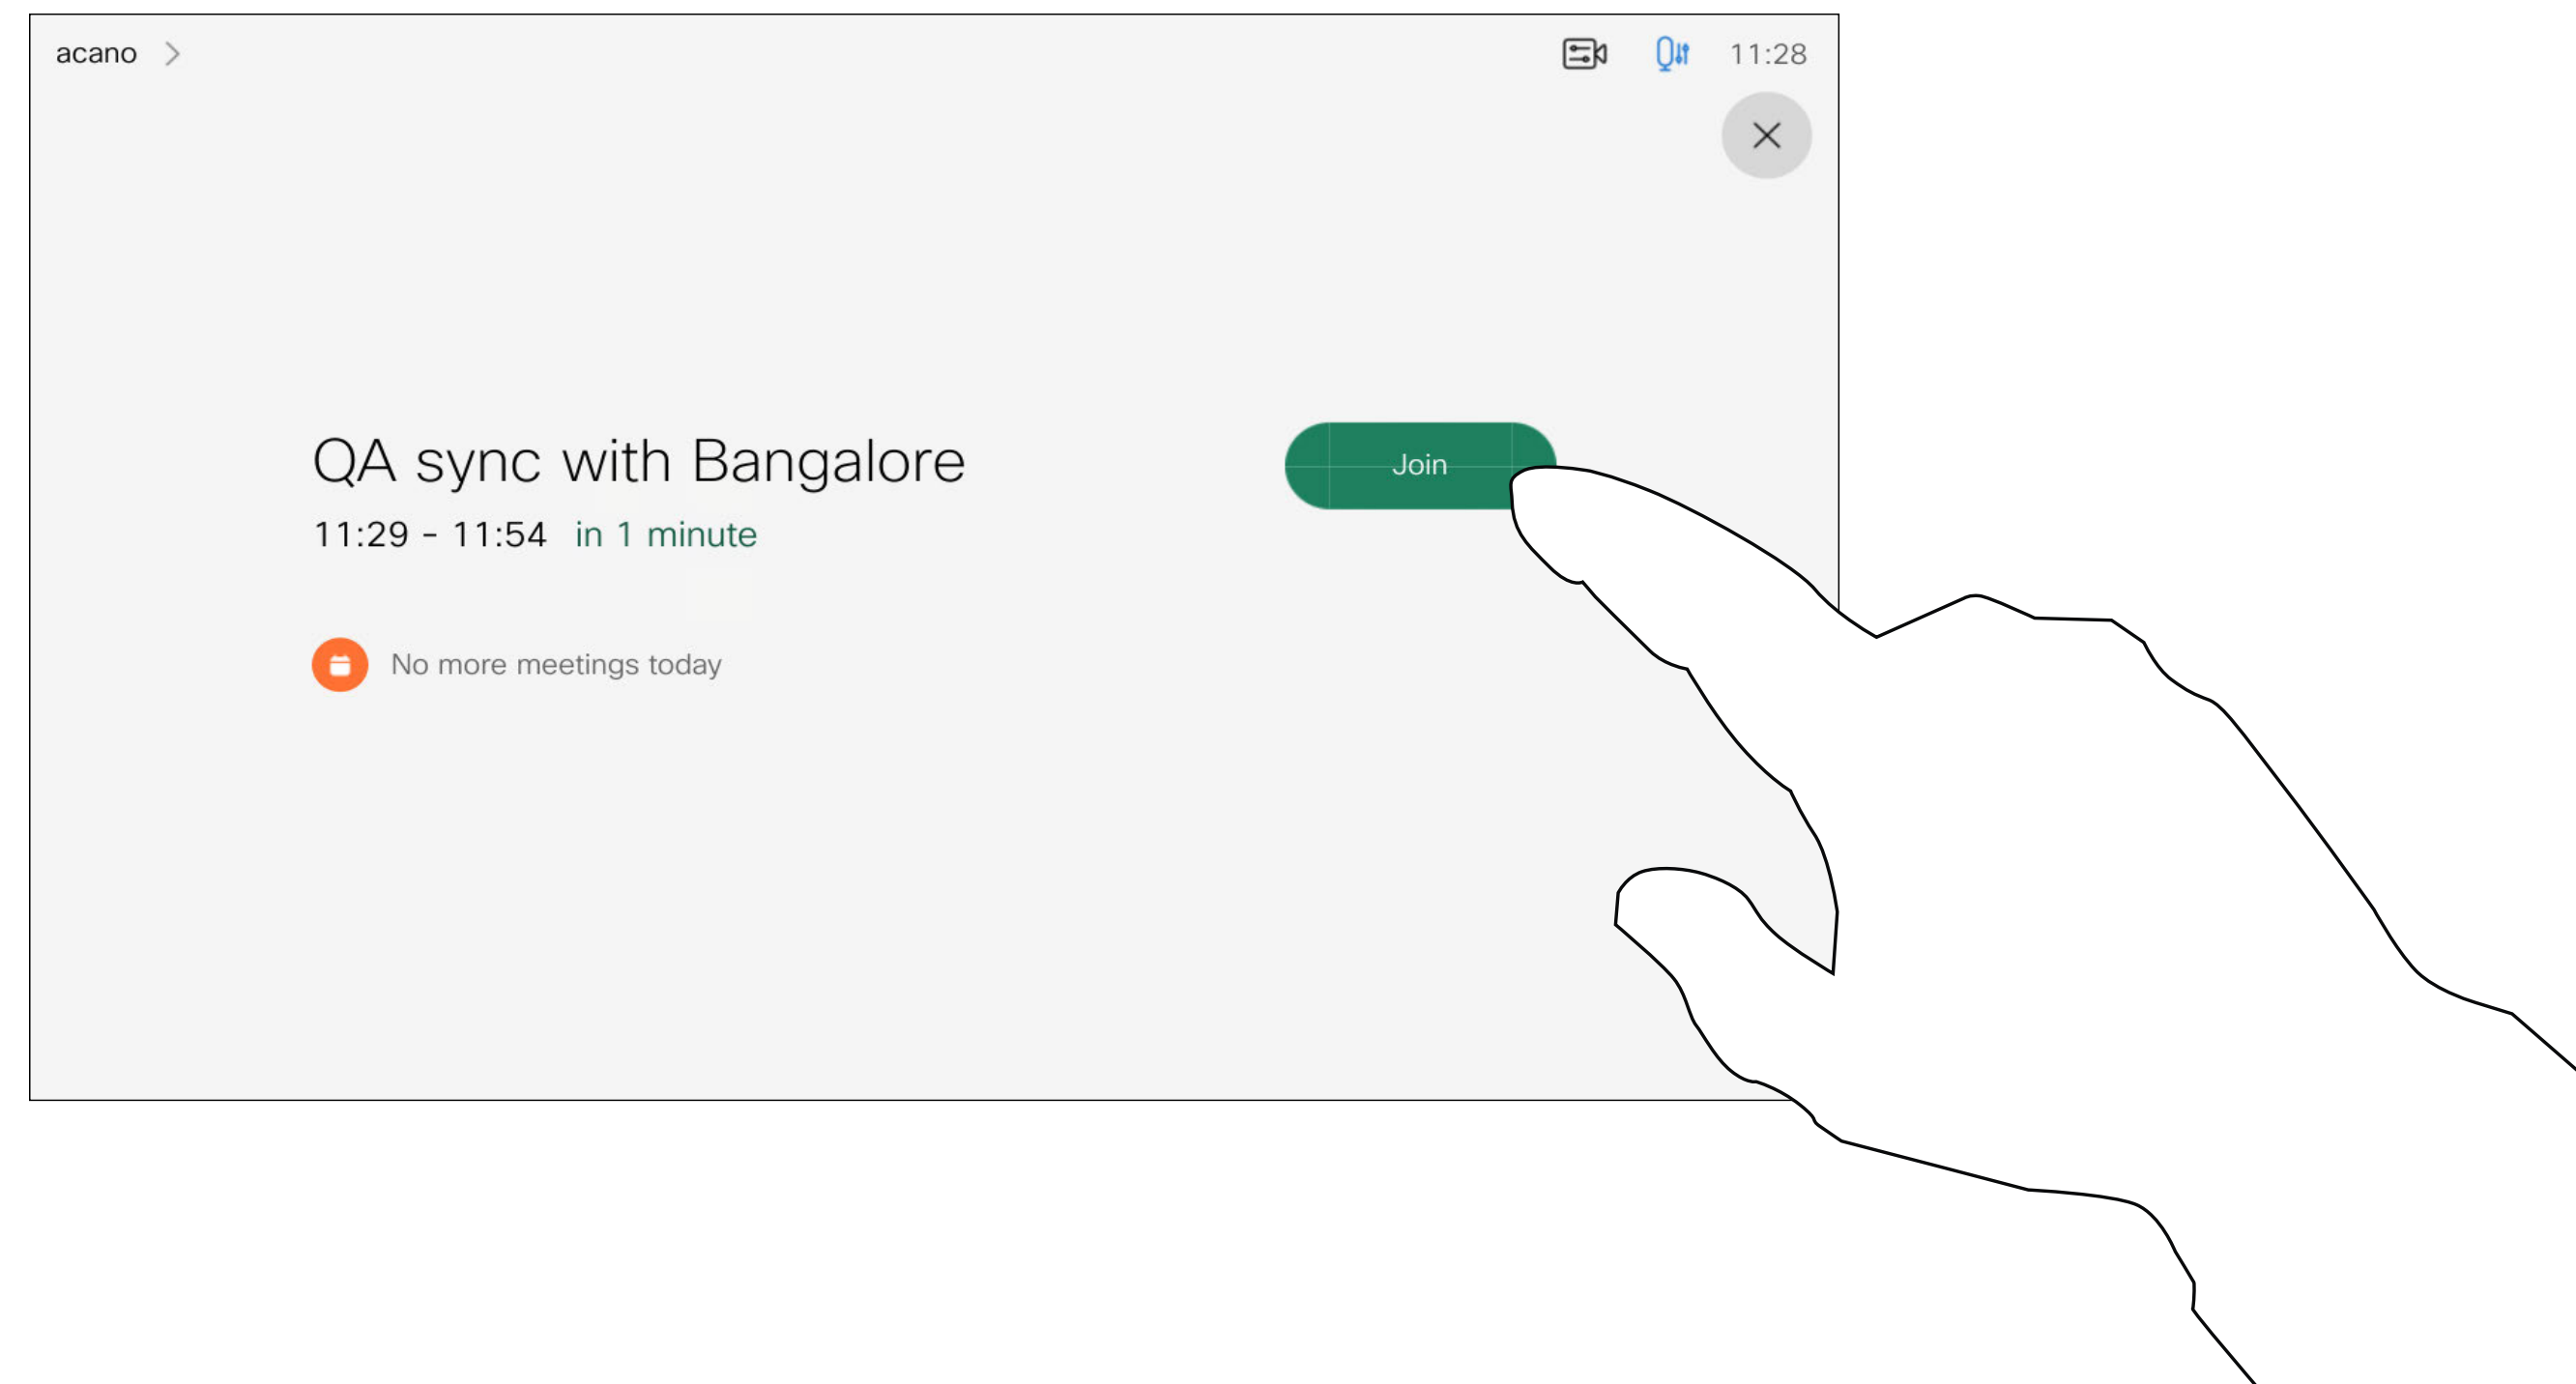 acano
11:28
QA sync with Bangalore
Join
11:29 - 11:54 in 1 minute
No more meetings today